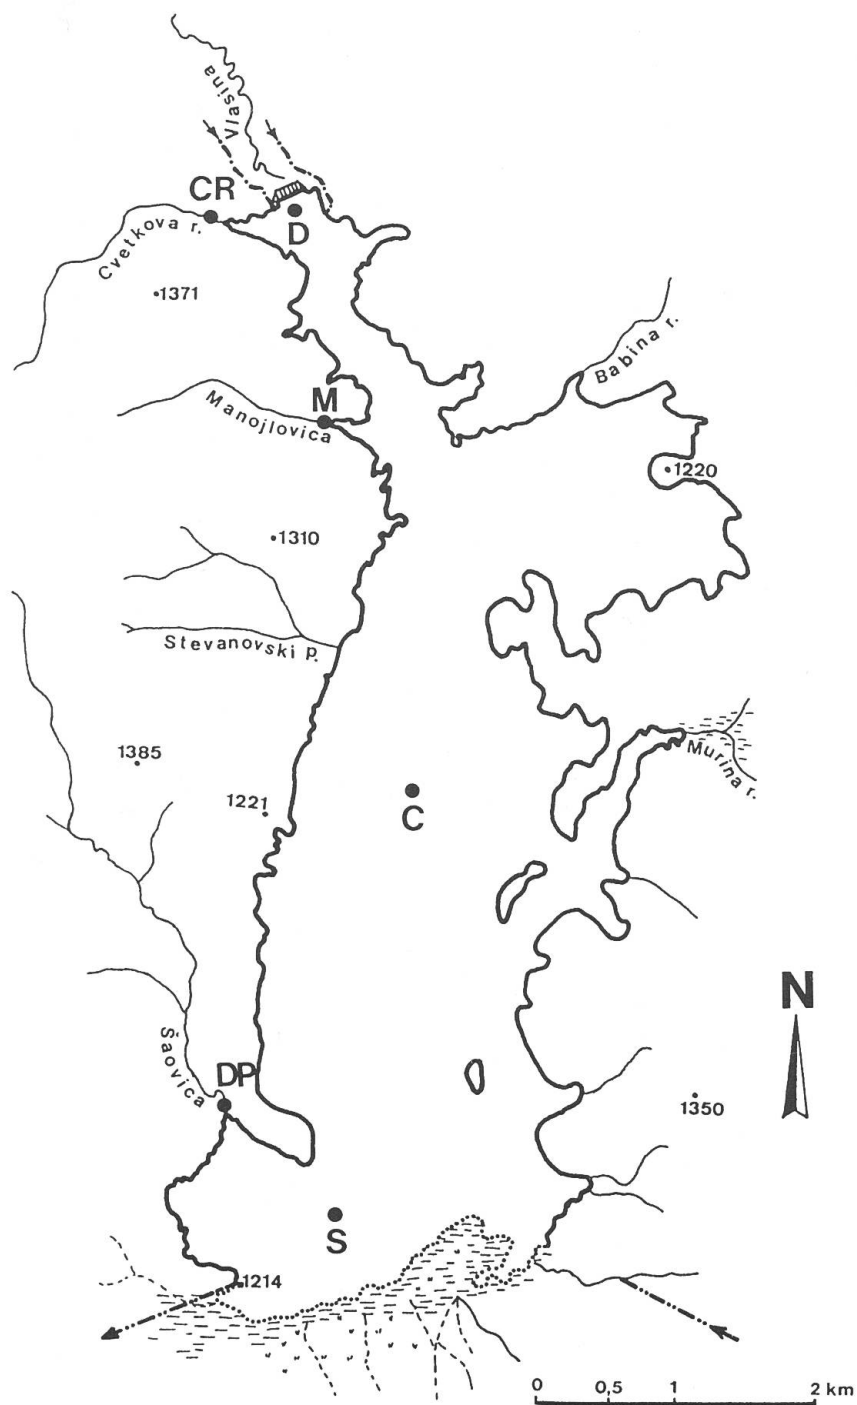 Vlasina
CR
D
Cvetkova r.
1371
Babina r.
M
Manojlovica
1220
1310
Stevanovski p.
1385
Murina r.
1221
C
N
Šaovica
DP
1350
S
1214
0 0,5 1 2 km